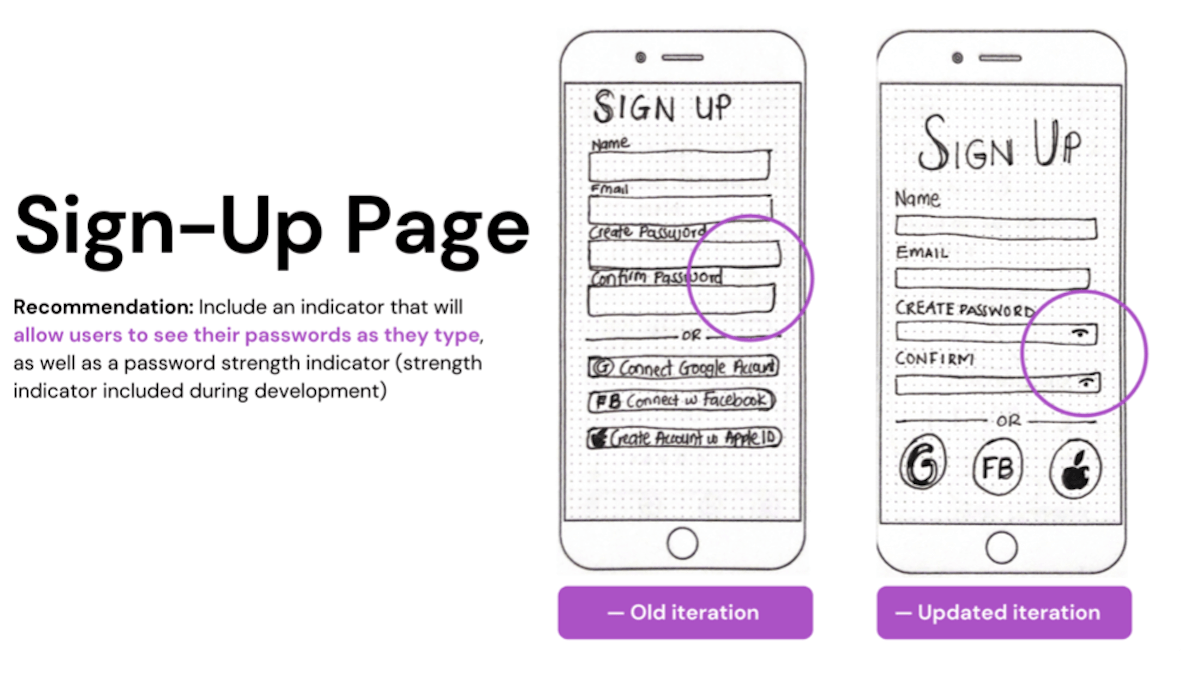 Sign-Up Page
Recommendation: Include an indicator that will
allow users to see their passwords as they type,
as well as a password strength indicator (strength
indicator included during development)
SIGN UP
Name
Email
Create Password
Confirm Password
OR
G Connect Google Account
FB Connect w Facebook
Create Account w Apple ID
— Old iteration
SIGN UP
Name
EMAIL
CREATE PASSWORD
CONFIRM
OR
G FB
— Updated iteration